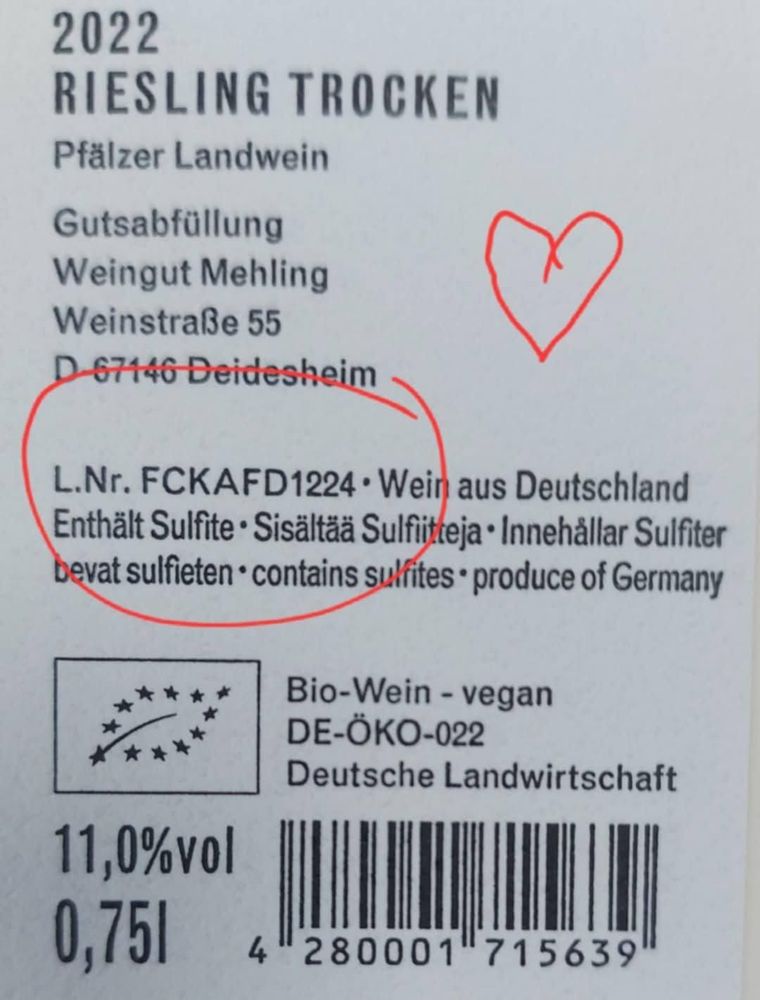 2022
RIESLING TROCKEN
Pfälzer Landwein
Gutsabfüllung
Weingut Mehling
Weinstraße 55
D-67146 Deidesheim
L.Nr. FCKAFD1224 • Wein aus Deutschland
Enthält Sulfite • Sisältää Sulfiitteja • Innehållar Sulfiter
bevat sulfieten • contains sulfites • produce of Germany
Bio-Wein - vegan
DE-ÖKO-022
Deutsche Landwirtschaft
11,0%vol
0,75l
4 280001 715639